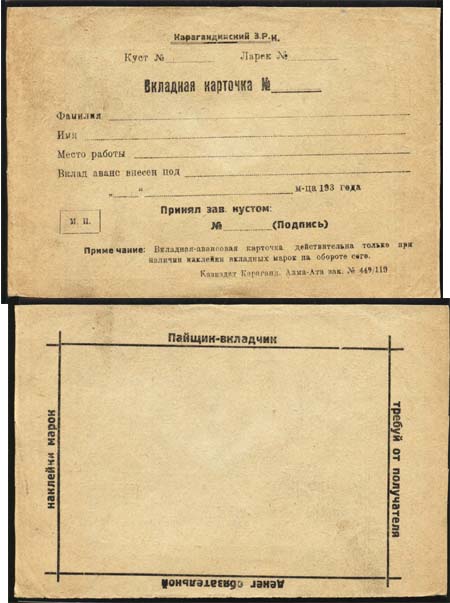 Карагандинский З.Р.К.
Куст № Ларек №
Вкладная карточка №
Фамилия
Имя
Место работы
Вклад аванс внесен под
„ “ м-ца 193 года
Принял зав. кустом:
М. П.
№ (Подпись)
Примечание: Вкладная-авансовая карточка действительна только при
наличии наклейки вкладных марок на обороте сего.
Казиздат Караганд. Алма-Ата зак. № 449/119
Пайщик-вкладчик
требуй от получателя
денег обязательной
наклейки марок